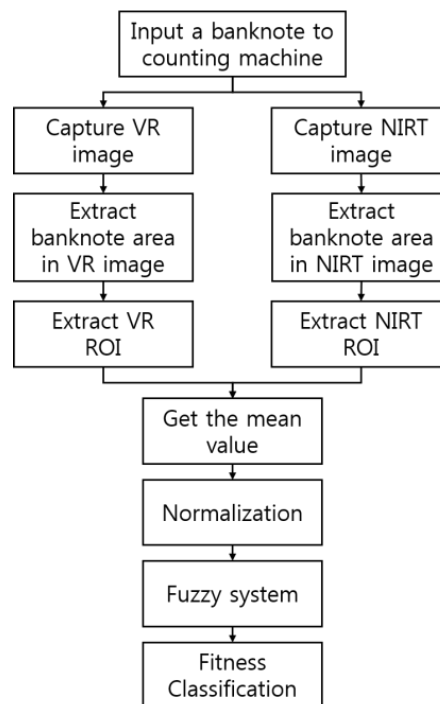 Input a banknote to
counting machine
Capture VR
image
Capture NIRT
image
Extract
banknote area
in VR image
Extract
banknote area
in NIRT image
Extract VR
ROI
Extract NIRT
ROI
Get the mean
value
Normalization
Fuzzy system
Fitness
Classification